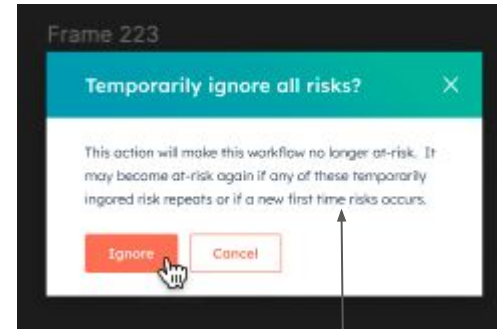 Frame 223
Temporarily ignore all risks?
This action will make this workflow no longer at-risk. It
may become at-risk again if any of these temporarily
ingored risk repeats or if a new first time risks occurs.
Ignore
Cancel